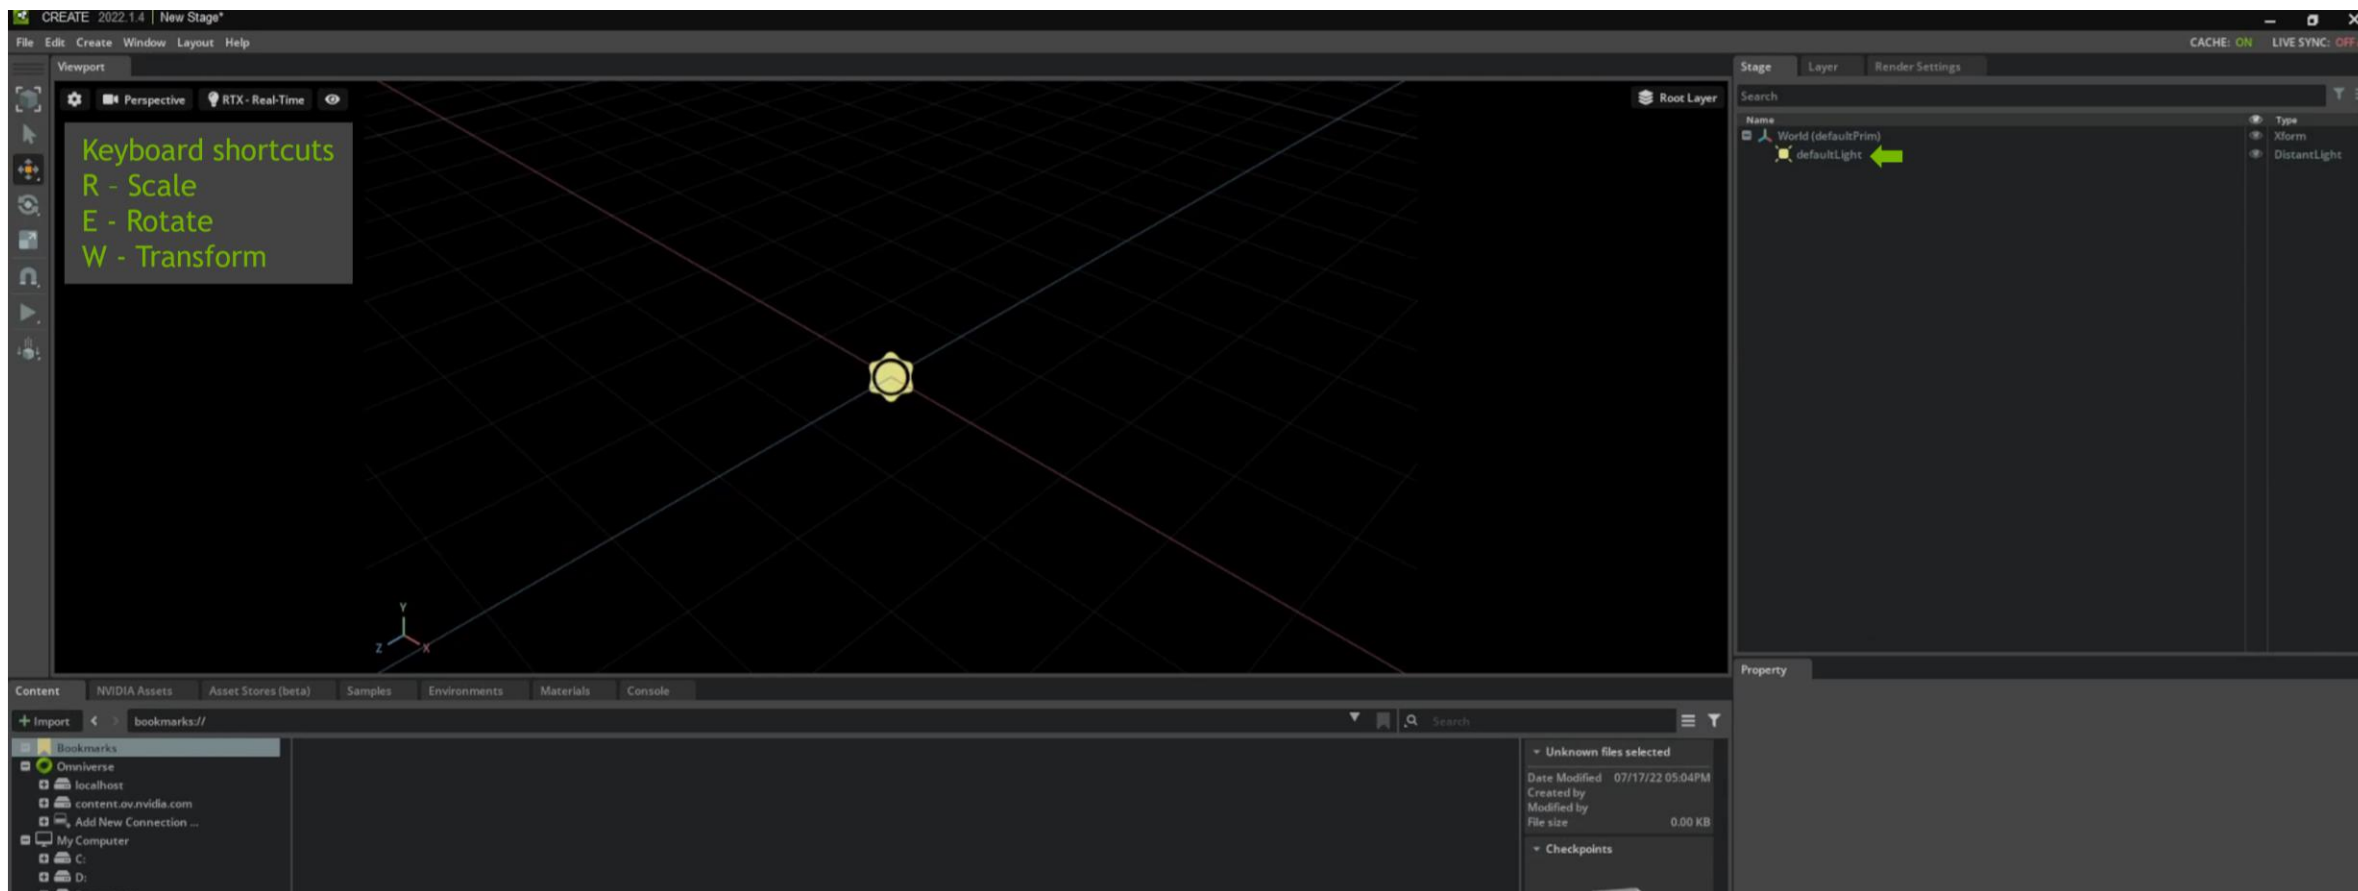 CREATE 2022.1.4 | New Stage*
File Edit Create Window Layout Help
CACHE: ON LIVE SYNC: OFF
Viewport
Perspective RTX - Real-Time
Root Layer
Keyboard shortcuts
R - Scale
E - Rotate
W - Transform
Y
Z X
Stage Layer Render Settings
Search
Name Type
World (defaultPrim) Xform
defaultLight DistantLight
Property
Content NVIDIA Assets Asset Stores (beta) Samples Environments Materials Console
+ Import < > bookmarks:// Search
Bookmarks
Omniverse
localhost
content.ov.nvidia.com
Add New Connection ...
My Computer
C:
D:
Unknown files selected
Date Modified 07/17/22 05:04PM
Created by
Modified by
File size 0.00 KB
Checkpoints